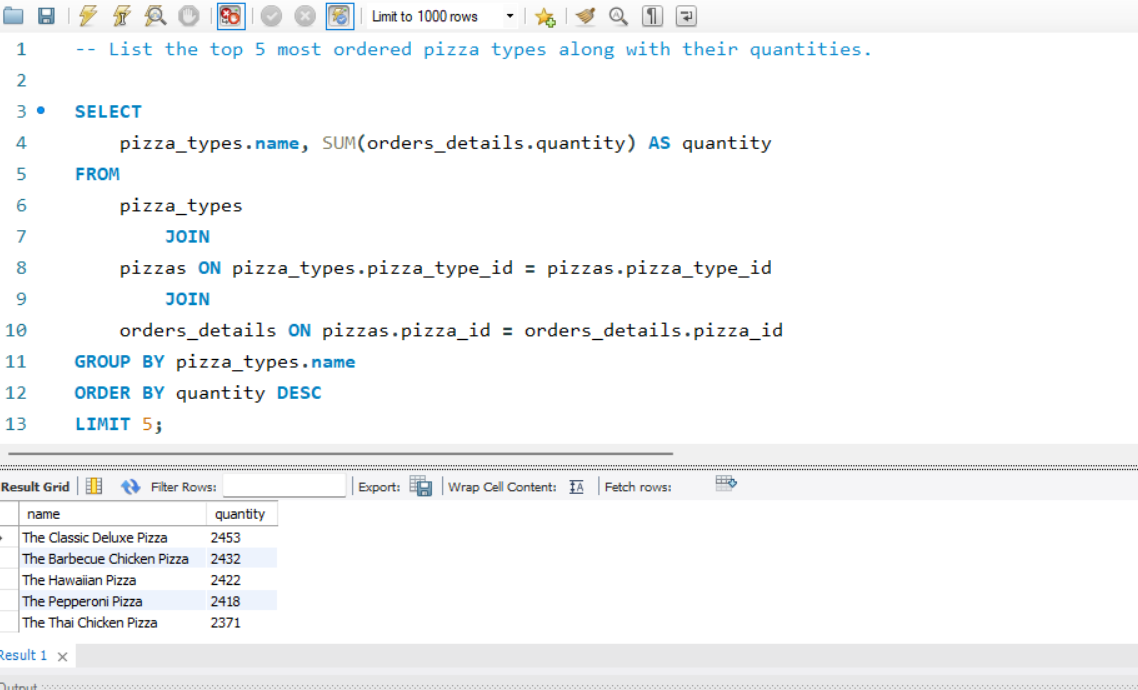 Limit to 1000 rows
1 -- List the top 5 most ordered pizza types along with their quantities.
2
3 SELECT
4 pizza_types.name, SUM(orders_details.quantity) AS quantity
5 FROM
6 pizza_types
7 JOIN
8 pizzas ON pizza_types.pizza_type_id = pizzas.pizza_type_id
9 JOIN
10 orders_details ON pizzas.pizza_id = orders_details.pizza_id
11 GROUP BY pizza_types.name
12 ORDER BY quantity DESC
13 LIMIT 5;
Result Grid Filter Rows: Export: Wrap Cell Content: Fetch rows:
name quantity
The Classic Deluxe Pizza 2453
The Barbecue Chicken Pizza 2432
The Hawaiian Pizza 2422
The Pepperoni Pizza 2418
The Thai Chicken Pizza 2371
Result 1
Output